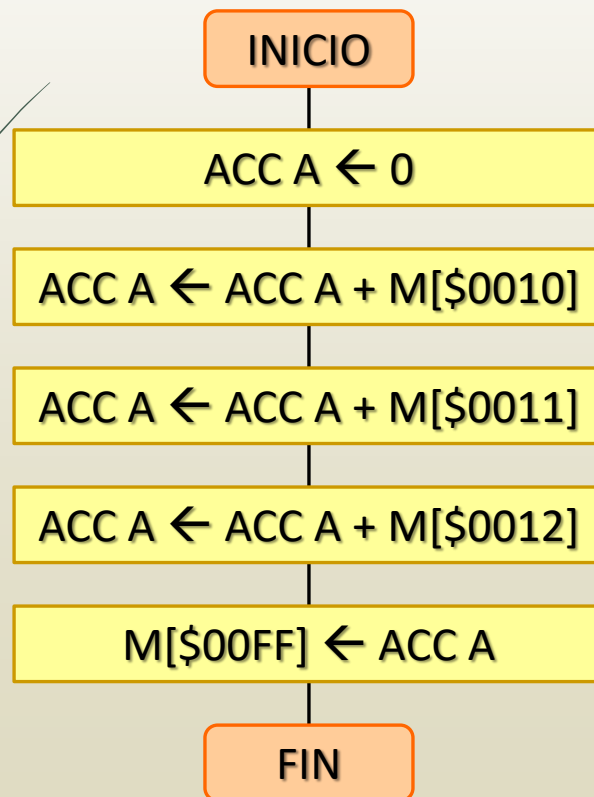 INICIO
ACC A ← 0
ACC A ← ACC A + M[$0010]
ACC A ← ACC A + M[$0011]
ACC A ← ACC A + M[$0012]
M[$00FF] ← ACC A
FIN